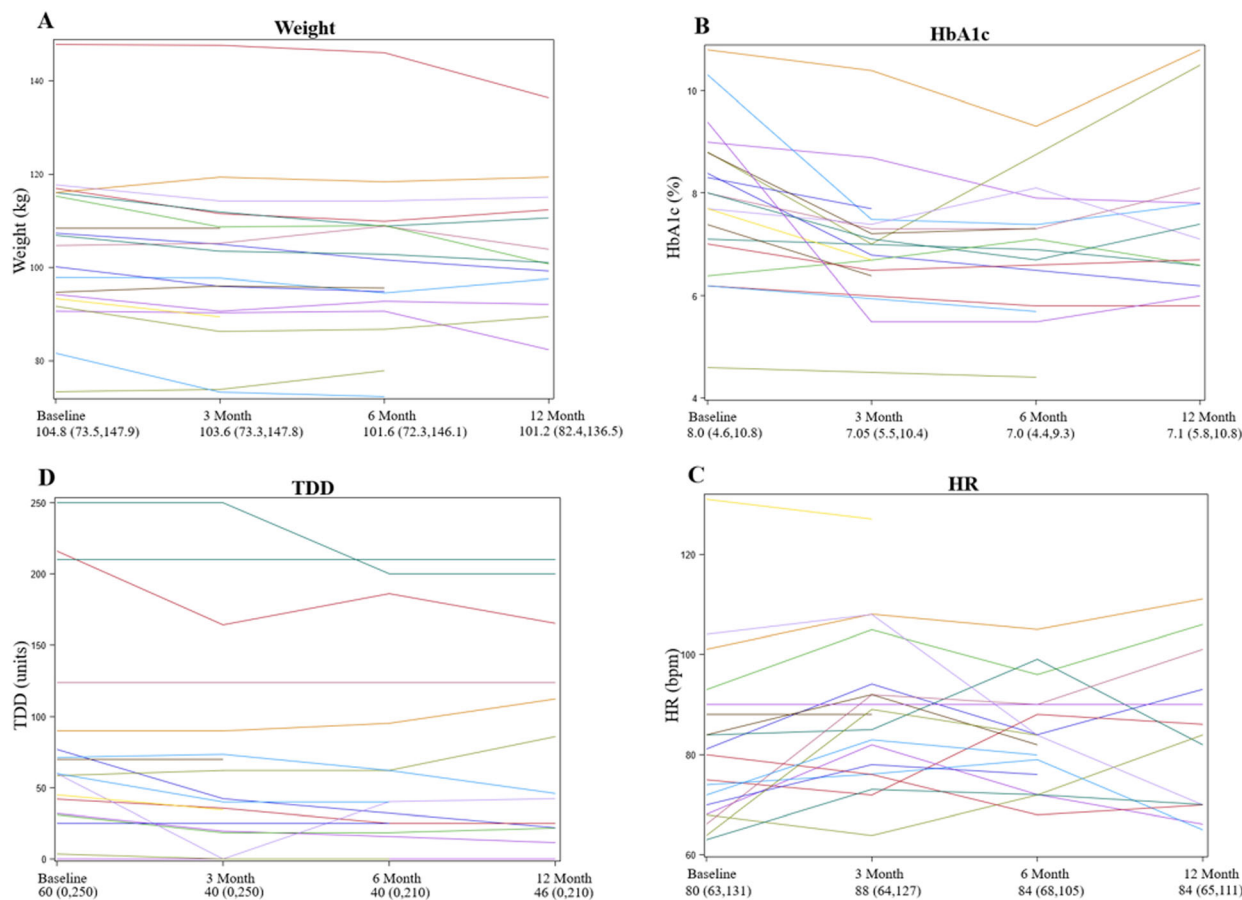 A
Weight
Weight (kg)
140
120
100
80
Baseline 3 Month 6 Month 12 Month
104.8 (73.5,147.9) 103.6 (73.3,147.8) 101.6 (72.3,146.1) 101.2 (82.4,136.5)
B
HbA1c
HbA1c (%)
10
8
6
4
Baseline 3 Month 6 Month 12 Month
8.0 (4.6,10.8) 7.05 (5.5,10.4) 7.0 (4.4,9.3) 7.1 (5.8,10.8)
D
TDD
TDD (units)
250
200
150
100
50
0
Baseline 3 Month 6 Month 12 Month
60 (0,250) 40 (0,250) 40 (0,210) 46 (0,210)
C
HR
HR (bpm)
120
100
80
60
Baseline 3 Month 6 Month 12 Month
80 (63,131) 88 (64,127) 84 (68,105) 84 (65,111)